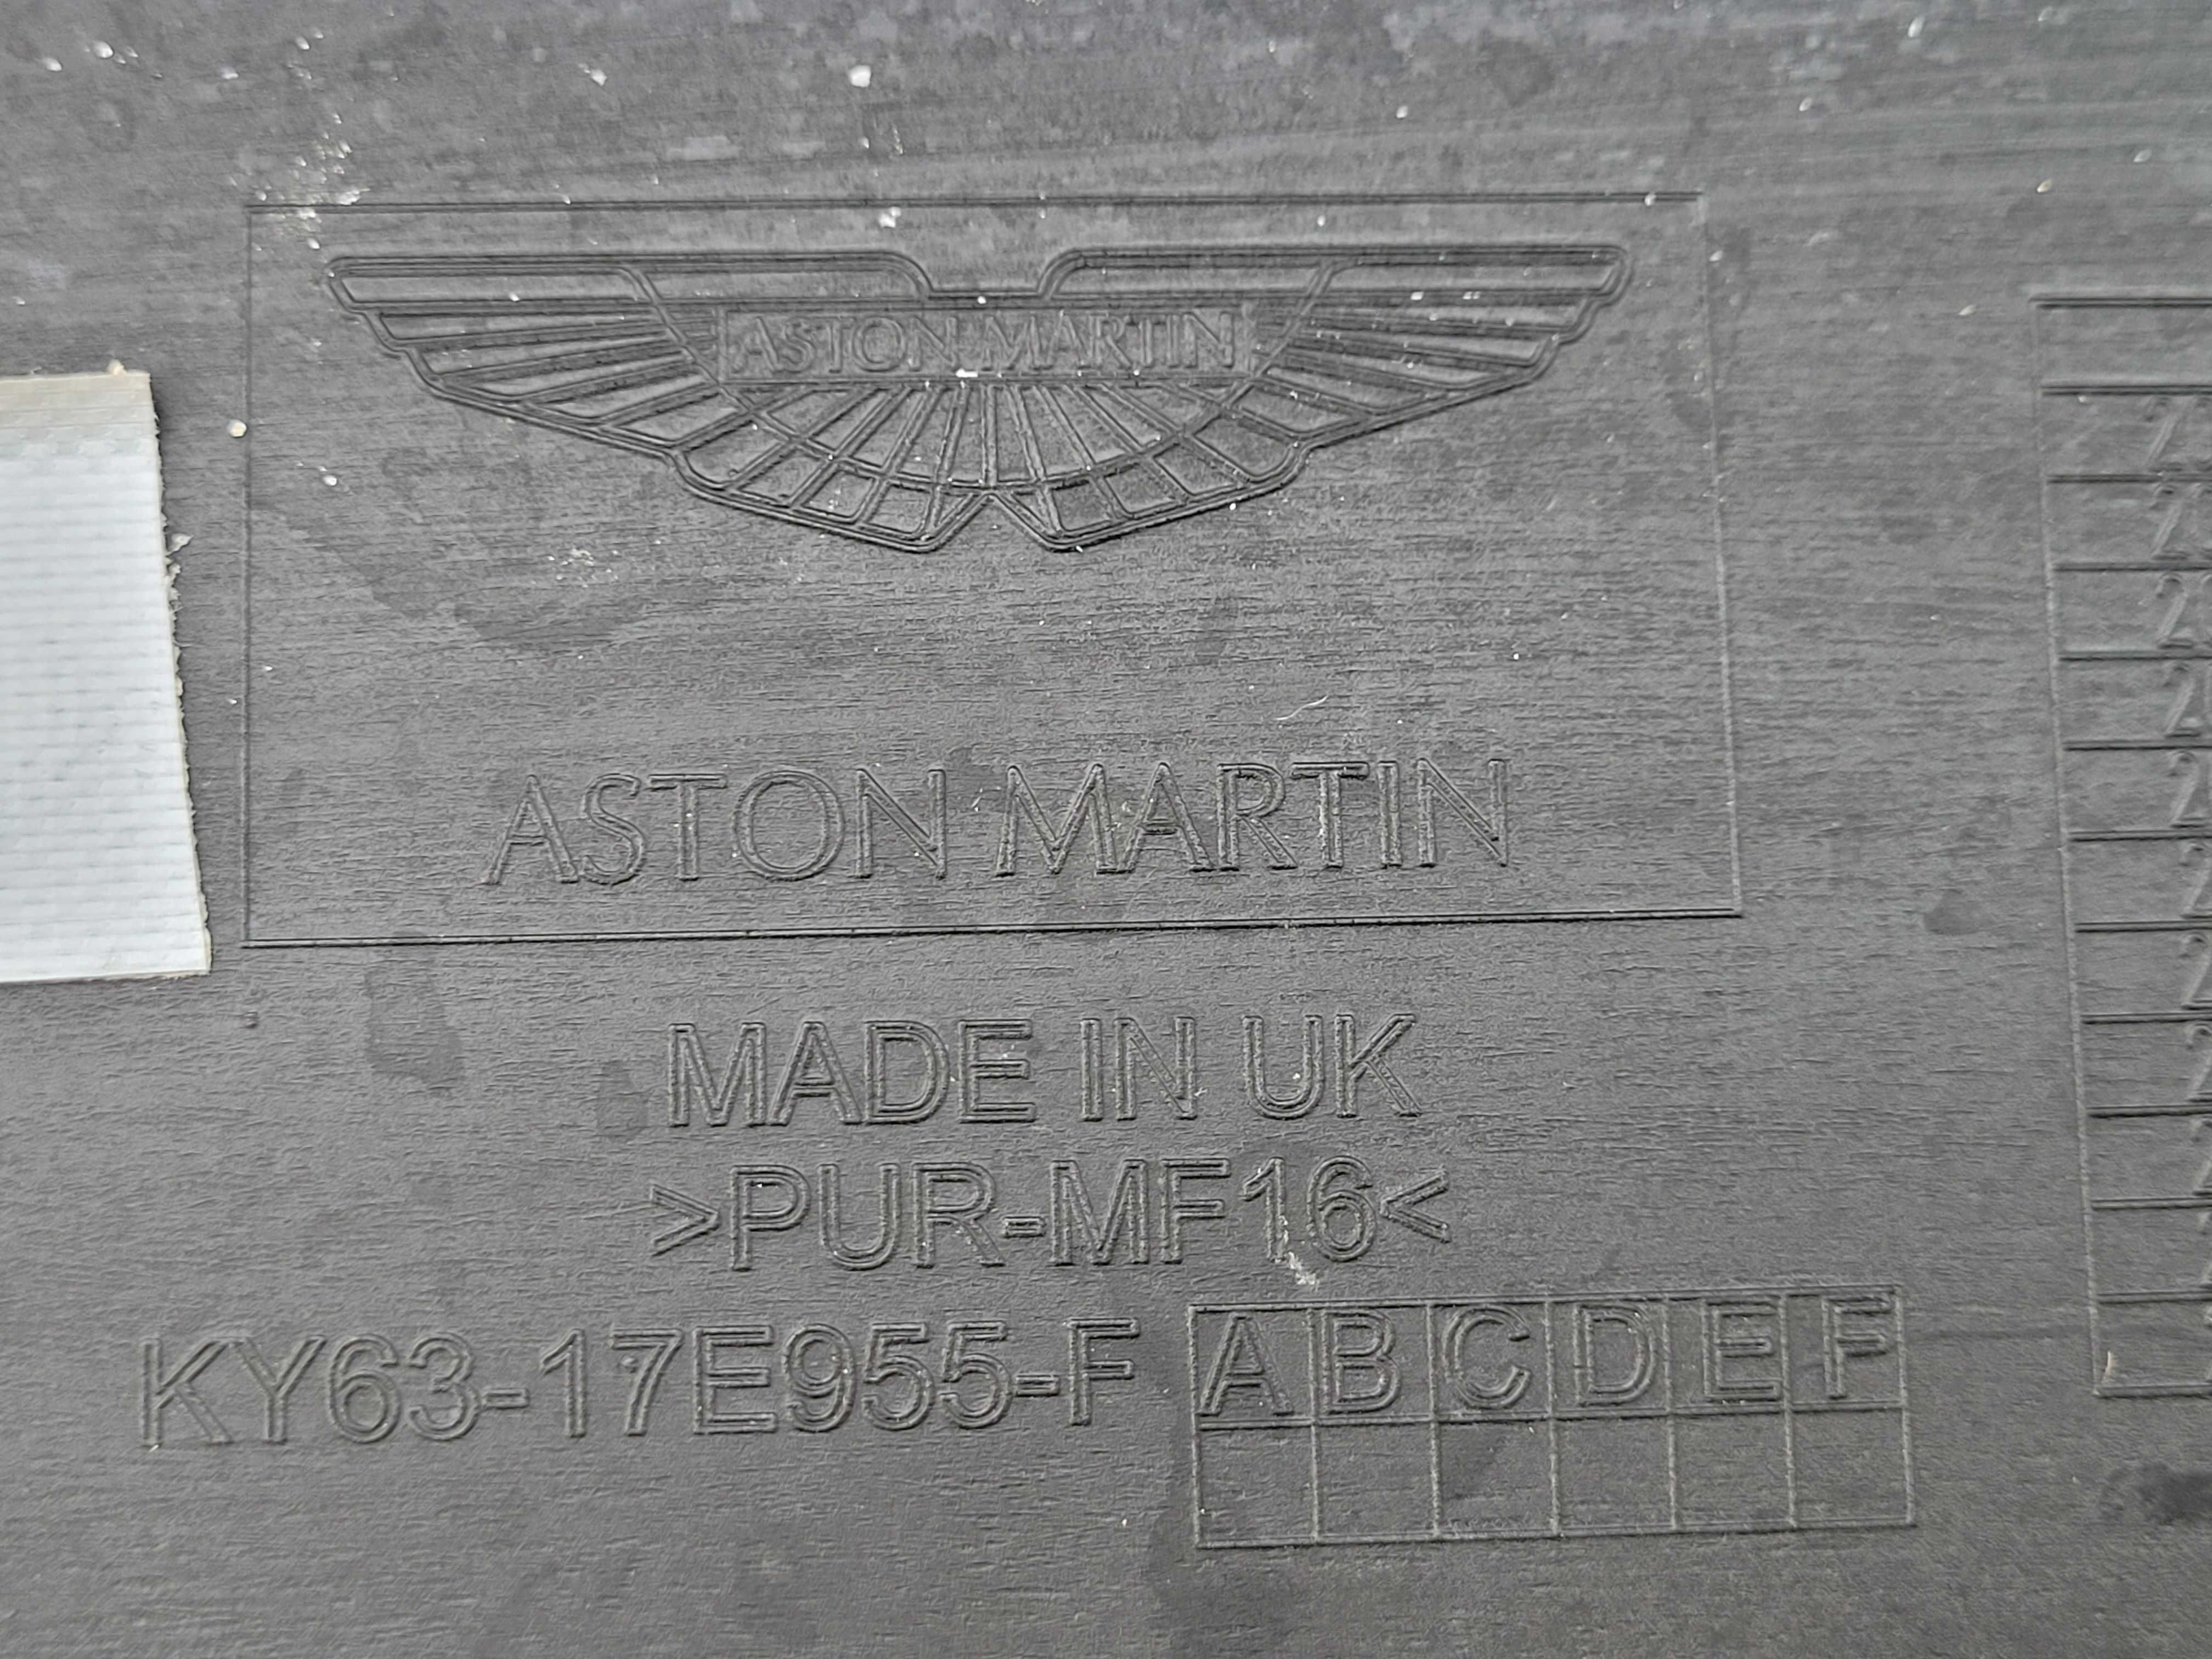 ASTON MARTIN
ASTON MARTIN
MADE IN UK
>PUR-MF16<
KY63-17E955-F
A B C D E F